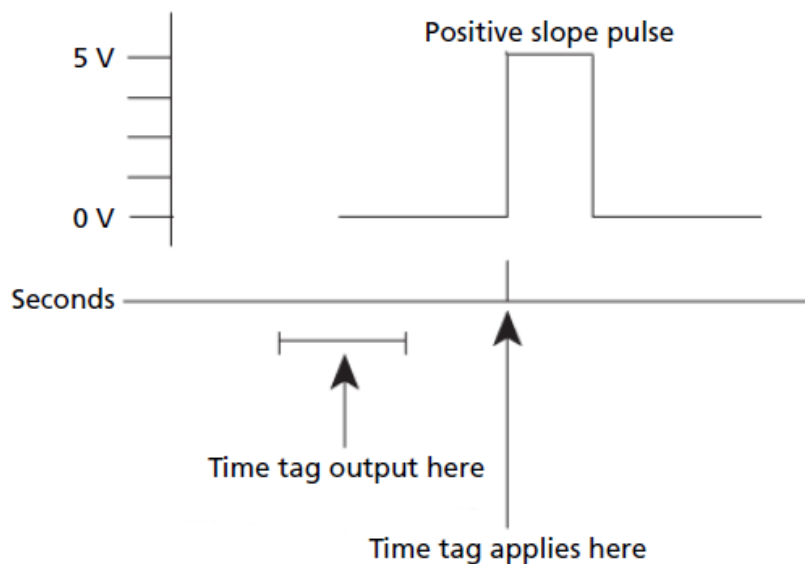 Positive slope pulse
5 V
0 V
Seconds
Time tag output here
Time tag applies here